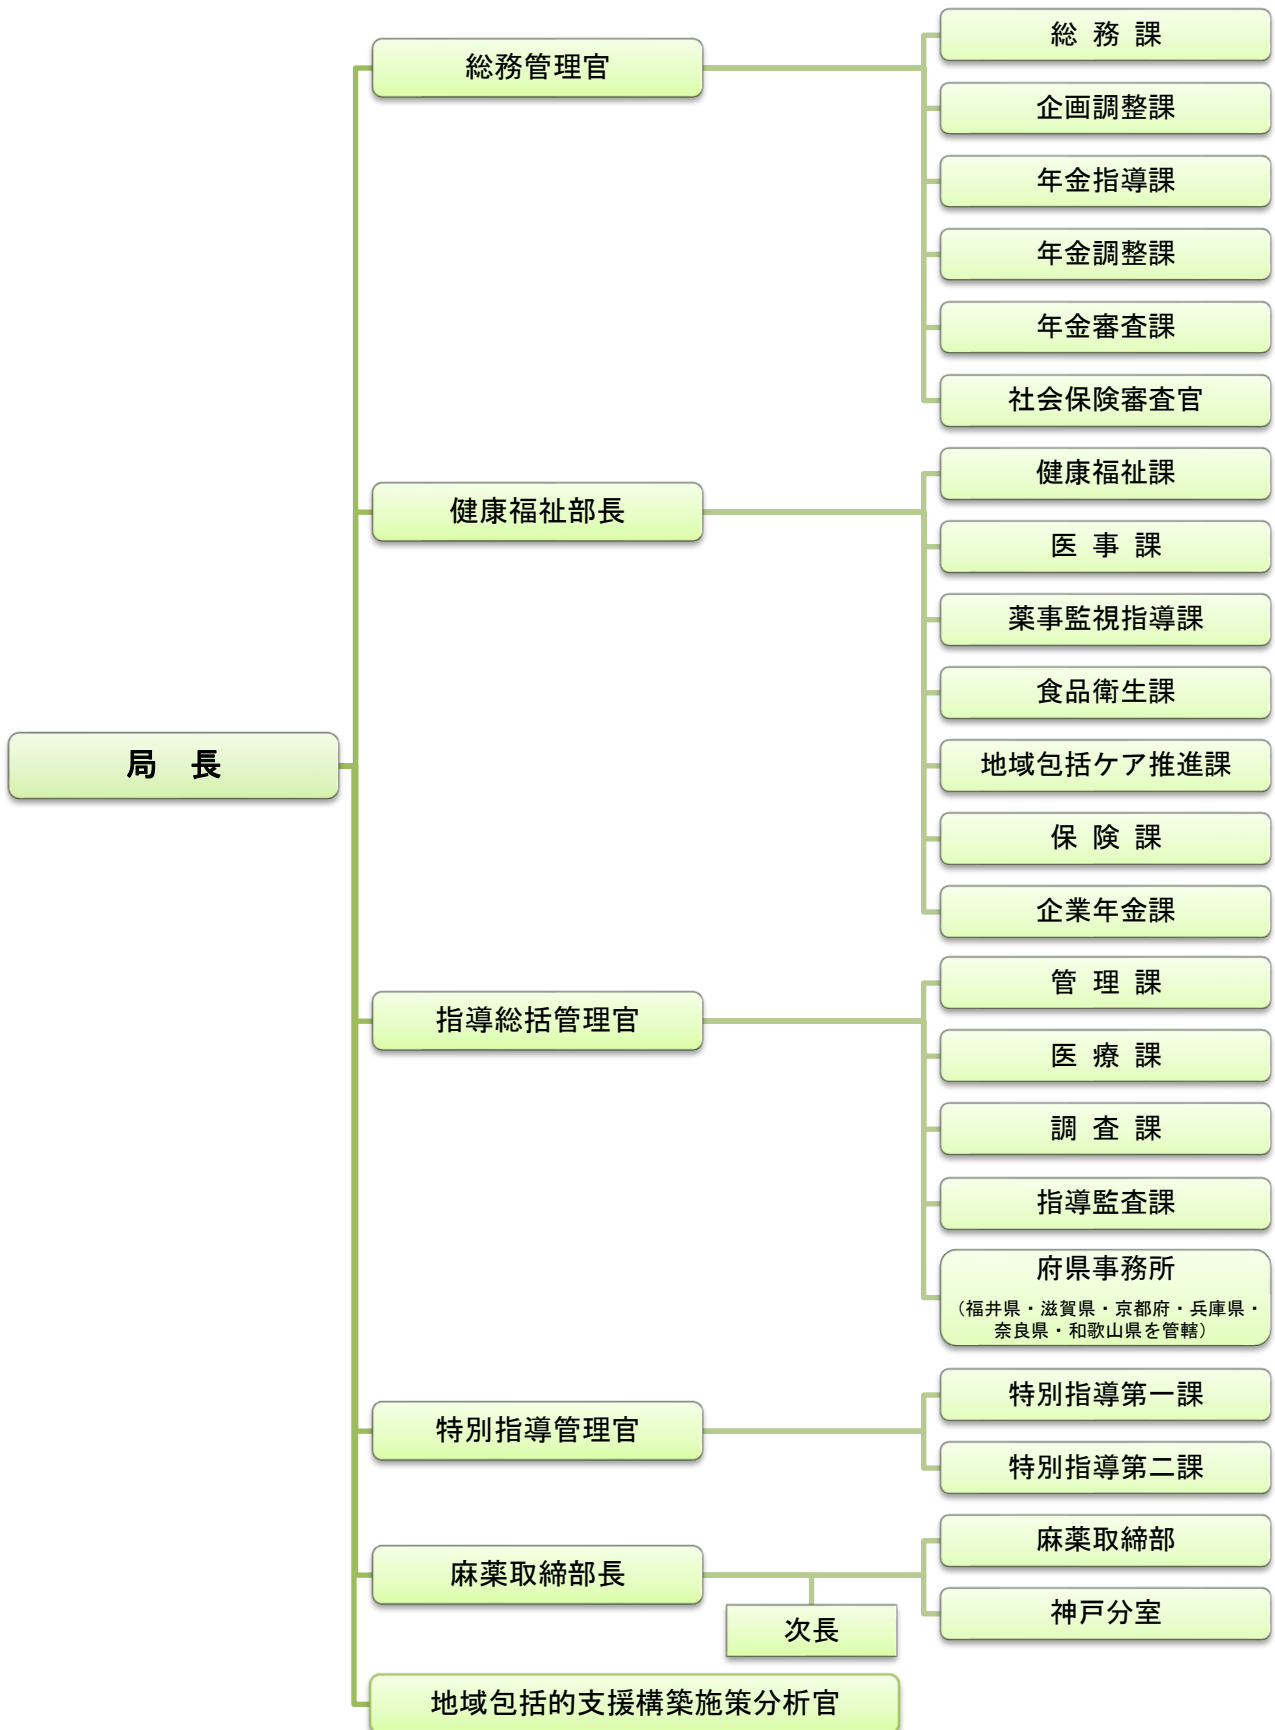 局　長
総務管理官
総 務 課
企画調整課
年金指導課
年金調整課
年金審査課
社会保険審査官
健康福祉部長
健康福祉課
医 事 課
薬事監視指導課
食品衛生課
地域包括ケア推進課
保 険 課
企業年金課
指導総括管理官
管 理 課
医 療 課
調 査 課
指導監査課
府県事務所
（福井県・滋賀県・京都府・兵庫県・
奈良県・和歌山県を管轄）
特別指導管理官
特別指導第一課
特別指導第二課
麻薬取締部長
次長
麻薬取締部
神戸分室
地域包括的支援構築施策分析官